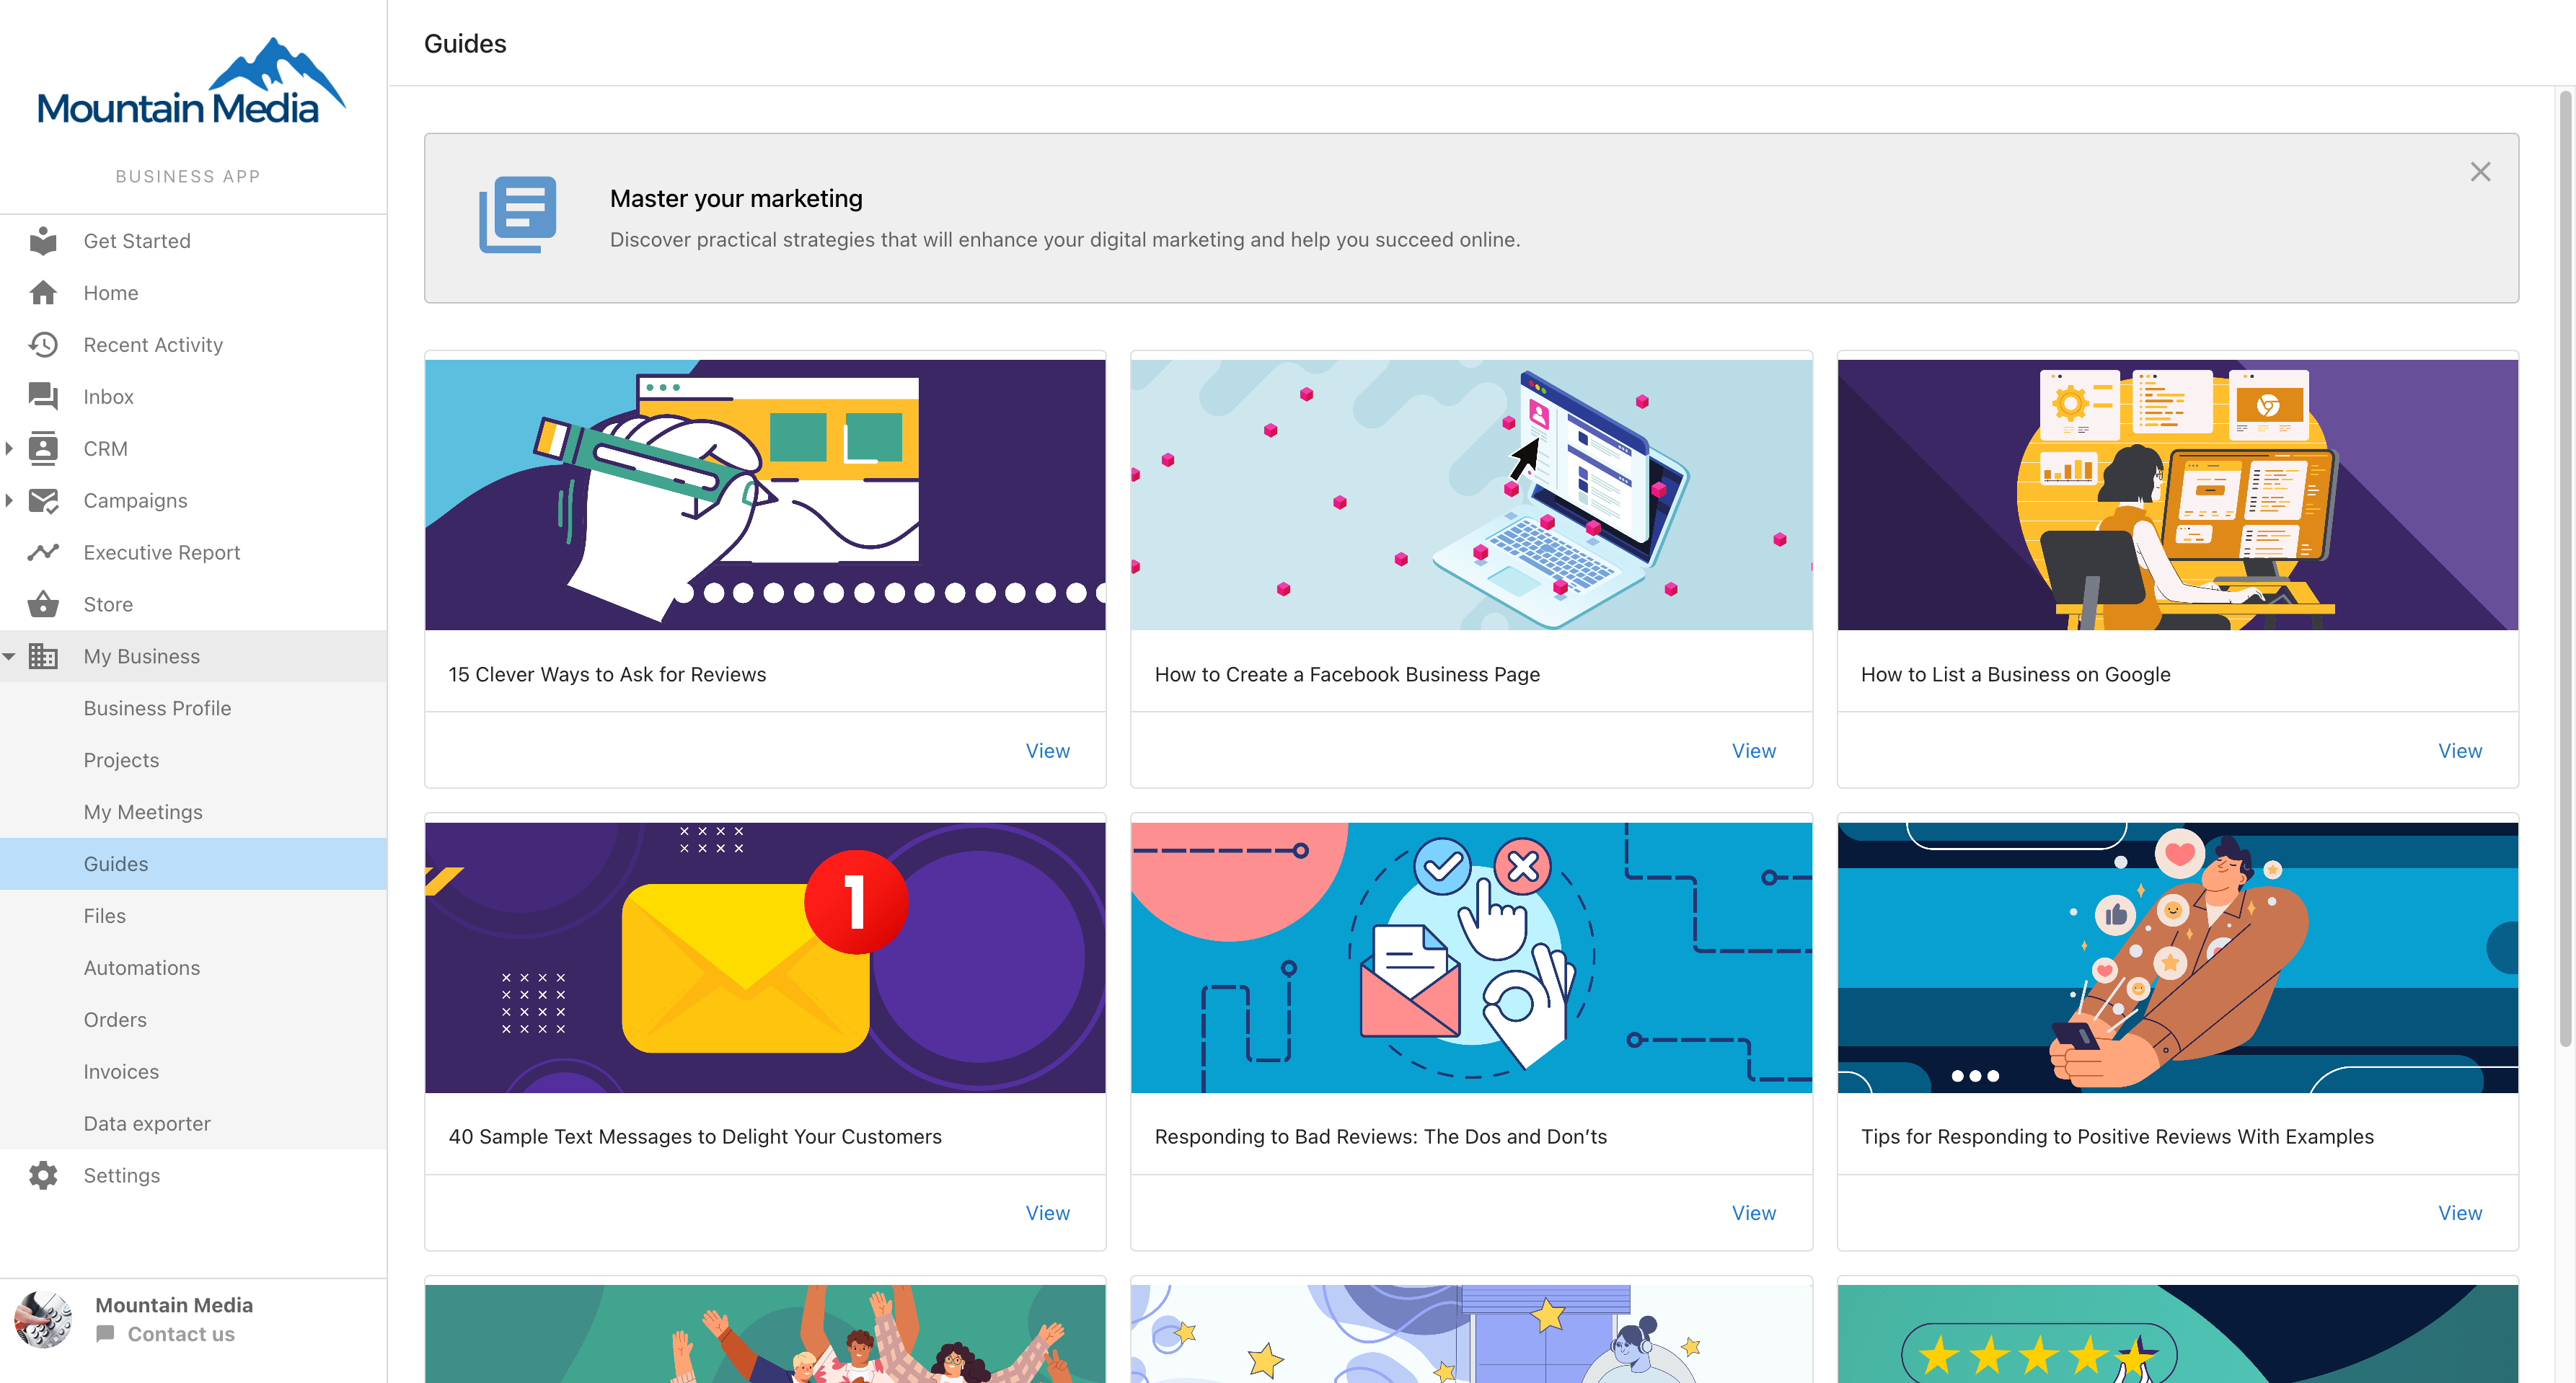 Mountain Media
BUSINESS APP
Get Started
Home
Recent Activity
Inbox
CRM
Campaigns
Executive Report
Store
My Business
Business Profile
Projects
My Meetings
Guides
Files
Automations
Orders
Invoices
Data exporter
Settings
Mountain Media
Contact us
Guides
Master your marketing
Discover practical strategies that will enhance your digital marketing and help you succeed online.
15 Clever Ways to Ask for Reviews
View
How to Create a Facebook Business Page
View
How to List a Business on Google
View
1
40 Sample Text Messages to Delight Your Customers
View
Responding to Bad Reviews: The Dos and Don’ts
View
Tips for Responding to Positive Reviews With Examples
View